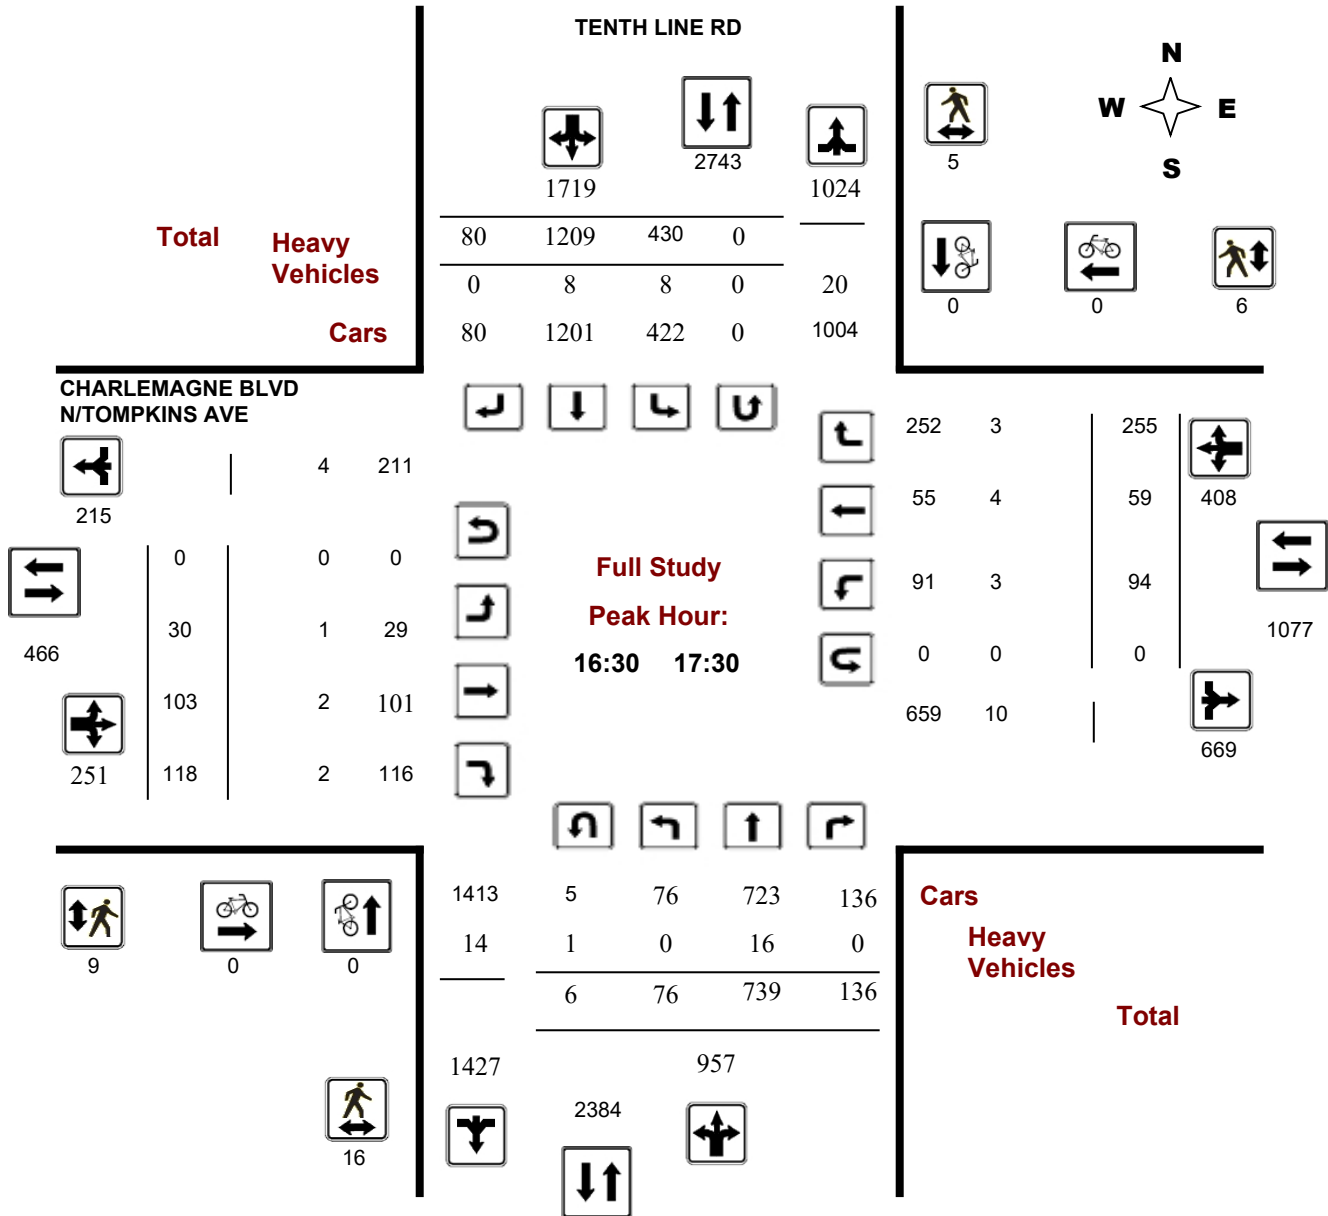 TENTH LINE RD
N
W E
S
2743
5
1719 1024
Total Heavy Vehicles
80 1209 430 0
0 8 8 0 20
0 0 6
Cars 80 1201 422 0 1004
CHARLEMAGNE BLVD
N/TOMPKINS AVE
252 3 255
4 211
215
55 4 59 408
0 0 0
Full Study
91 3 94
Peak Hour:
30 1 29
1077
466
16:30 17:30
0 0 0
103 2 101
659 10
669
251 118 2 116
1413 5 76 723 136 Cars
14 1 0 16 0 Heavy
Vehicles
9 0 0
6 76 739 136
Total
1427 957
2384
16